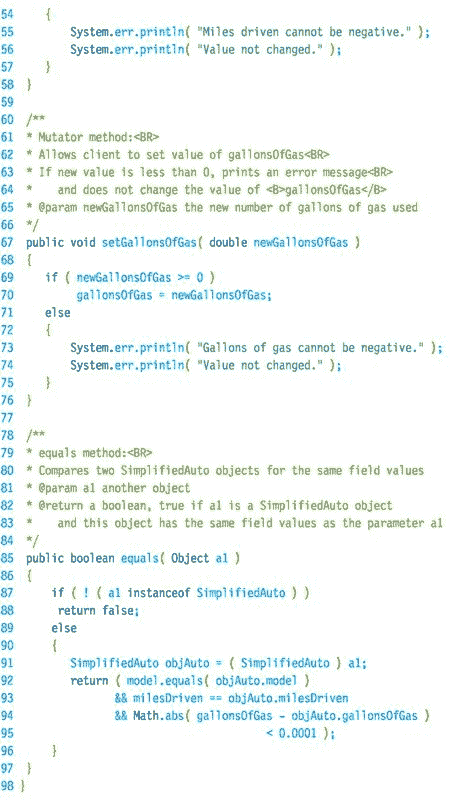 54 {
55 System.err.println( "Miles driven cannot be negative." );
56 System.err.println( "Value not changed." );
57 }
58 }
59
60 /**
61 * Mutator method:<BR>
62 * Allows client to set value of gallonsOfGas<BR>
63 * If new value is less than 0, prints an error message<BR>
64 * and does not change the value of <B>gallonsOfGas</B>
65 * @param newGallonsOfGas the new number of gallons of gas used
66 */
67 public void setGallonsOfGas( double newGallonsOfGas )
68 {
69 if ( newGallonsOfGas >= 0 )
70 gallonsOfGas = newGallonsOfGas;
71 else
72 {
73 System.err.println( "Gallons of gas cannot be negative." );
74 System.err.println( "Value not changed." );
75 }
76 }
77
78 /**
79 * equals method:<BR>
80 * Compares two SimplifiedAuto objects for the same field values
81 * @param a1 another object
82 * @return a boolean, true if a1 is a SimplifiedAuto object
83 * and this object has the same field values as the parameter a1
84 */
85 public boolean equals( Object a1 )
86 {
87 if ( ! ( a1 instanceof SimplifiedAuto ) )
88 return false;
89 else
90 {
91 SimplifiedAuto objAuto = ( SimplifiedAuto ) a1;
92 return ( model.equals( objAuto.model )
93 && milesDriven == objAuto.milesDriven
94 && Math.abs( gallonsOfGas - objAuto.gallonsOfGas )
95 < 0.0001 );
96 }
97 }
98 }